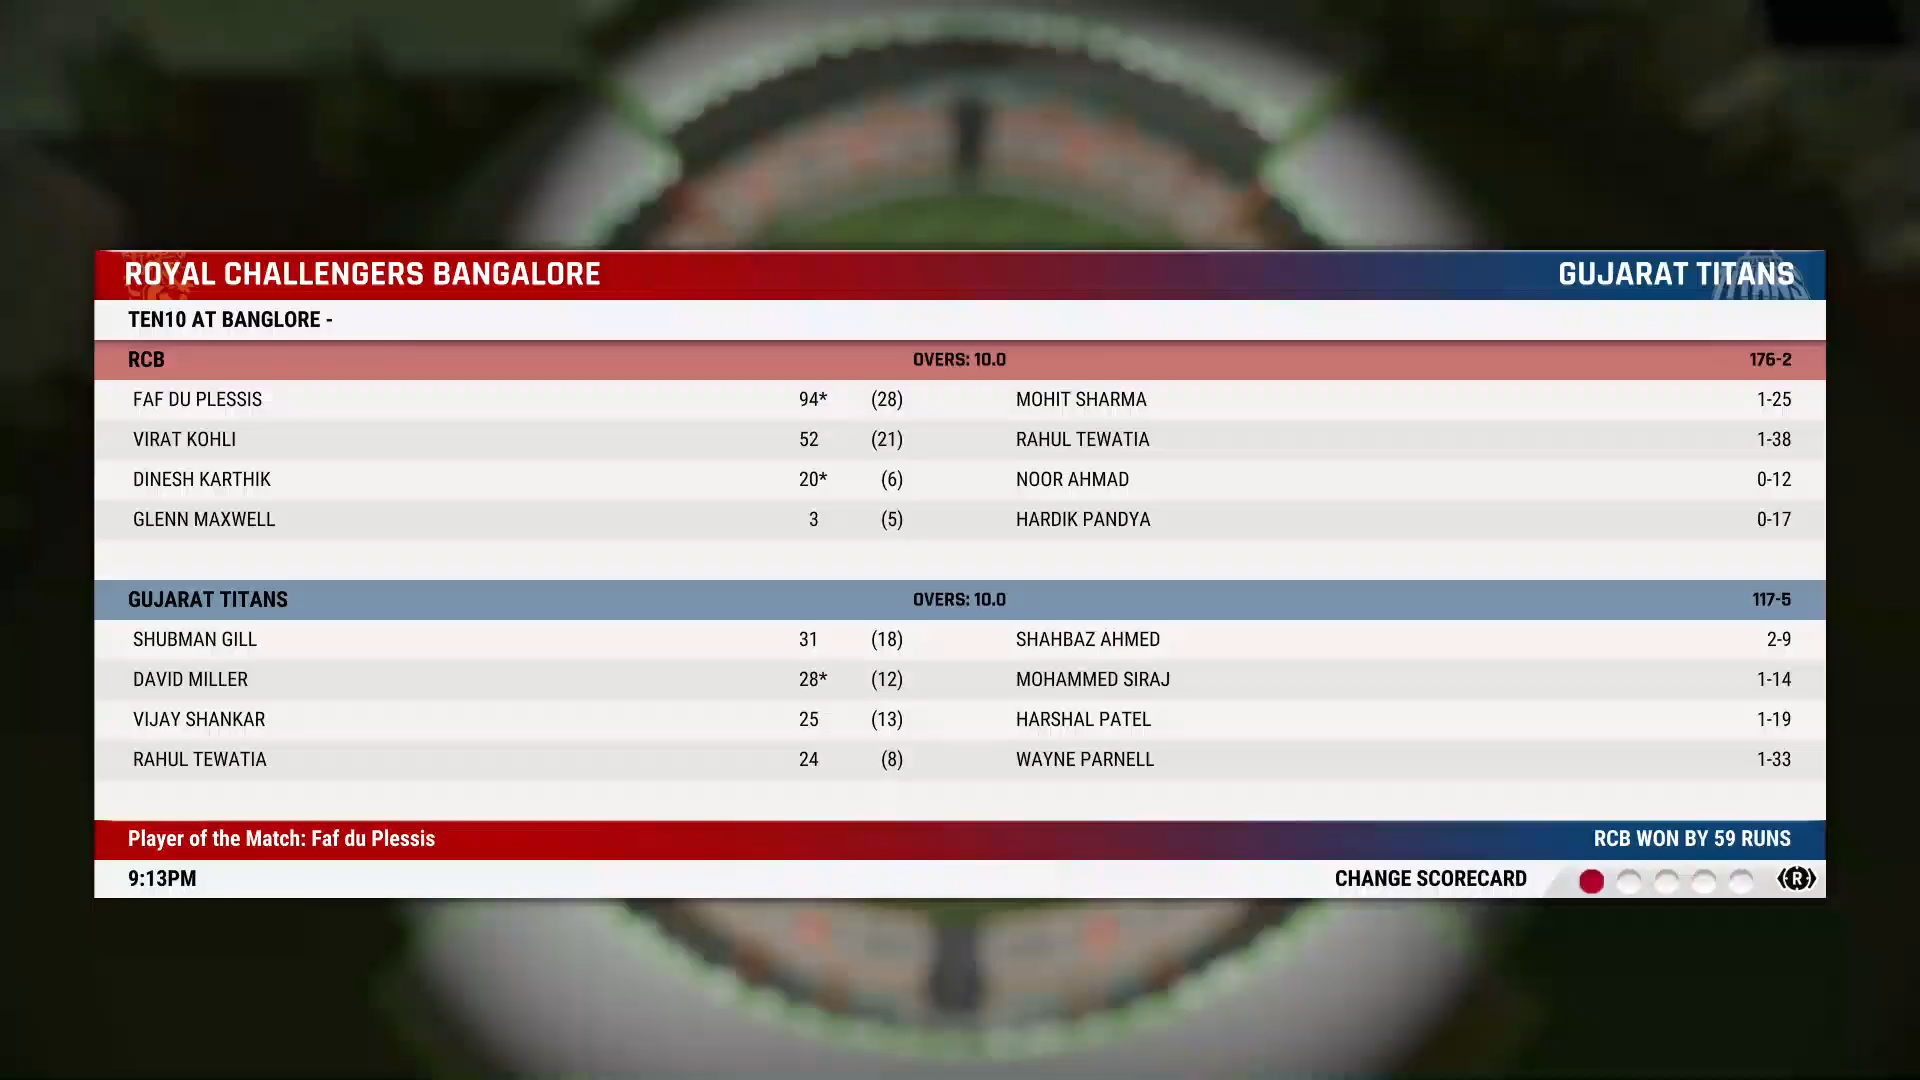 ROYAL CHALLENGERS BANGALORE GUJARAT TITANS
TEN10 AT BANGLORE -
RCB OVERS: 10.0 176-2
FAF DU PLESSIS 94* (28) MOHIT SHARMA 1-25
VIRAT KOHLI 52 (21) RAHUL TEWATIA 1-38
DINESH KARTHIK 20* (6) NOOR AHMAD 0-12
GLENN MAXWELL 3 (5) HARDIK PANDYA 0-17
GUJARAT TITANS OVERS: 10.0 117-5
SHUBMAN GILL 31 (18) SHAHBAZ AHMED 2-9
DAVID MILLER 28* (12) MOHAMMED SIRAJ 1-14
VIJAY SHANKAR 25 (13) HARSHAL PATEL 1-19
RAHUL TEWATIA 24 (8) WAYNE PARNELL 1-33
Player of the Match: Faf du Plessis RCB WON BY 59 RUNS
9:13PM CHANGE SCORECARD R